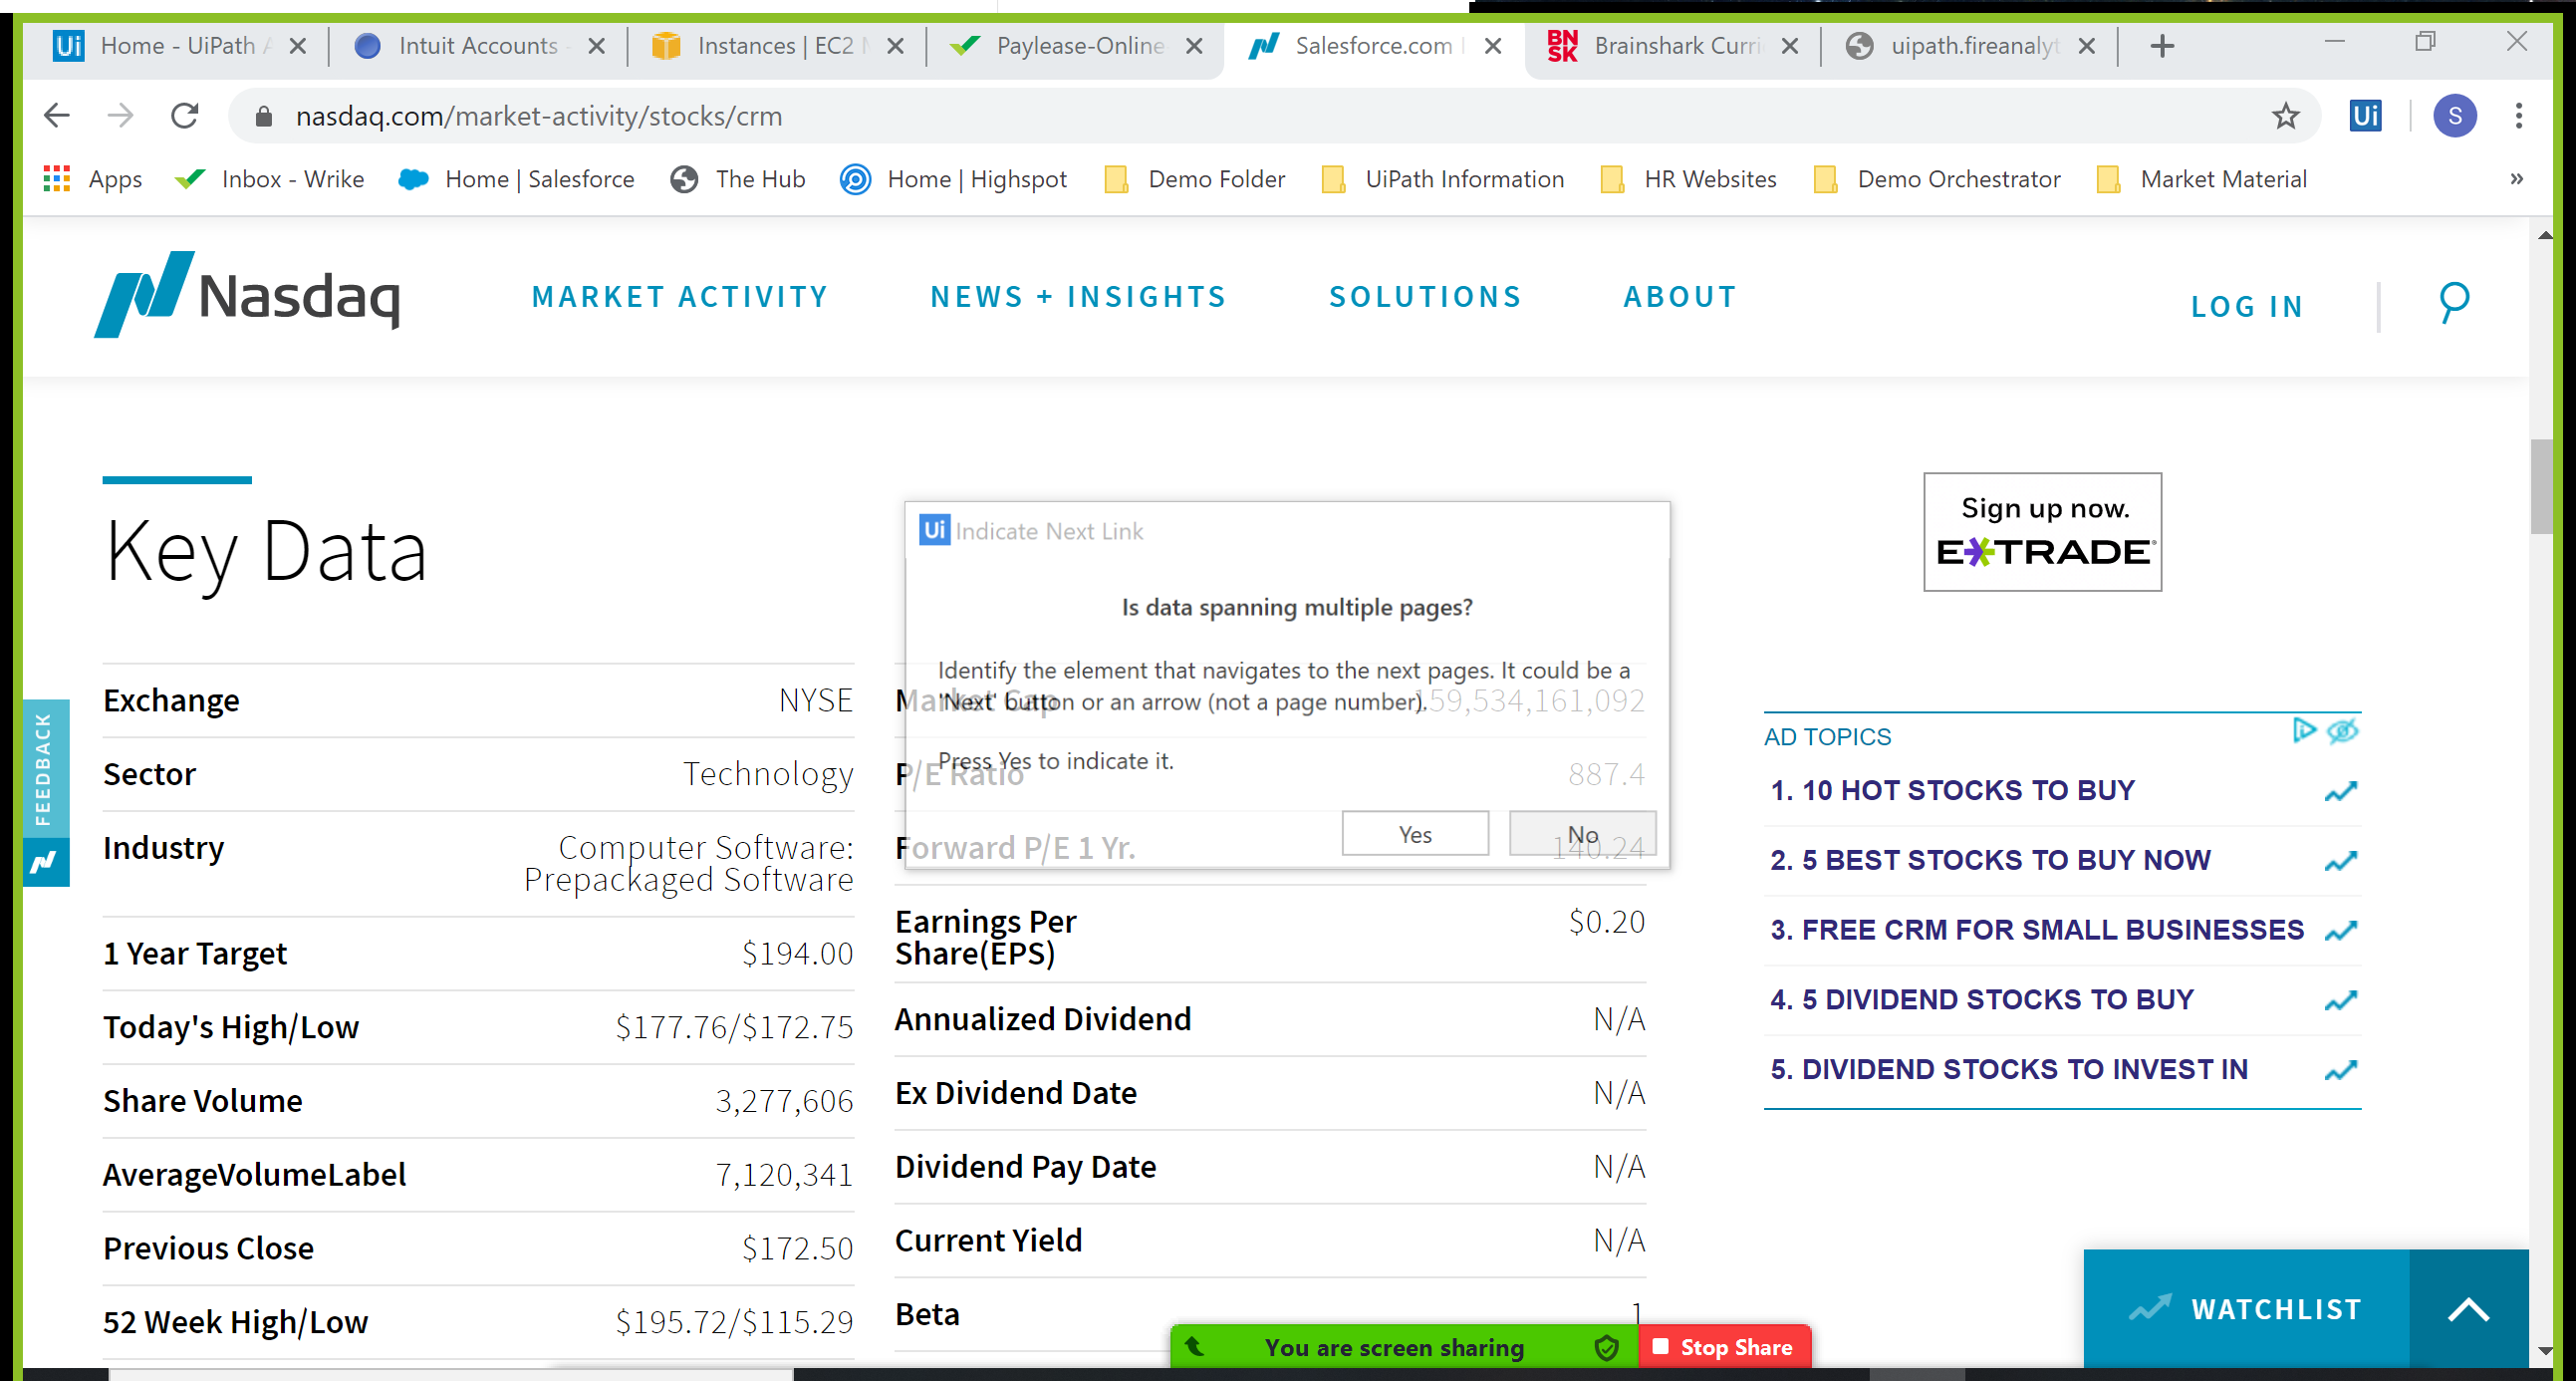 Ui Home - UiPath A
Intuit Accounts -
Instances | EC2 M
Paylease-Online
Salesforce.com
BN SK Brainshark Curri
uipath.fireanalyt
nasdaq.com/market-activity/stocks/crm
Ui
S
Apps
Inbox - Wrike
Home | Salesforce
The Hub
Home | Highspot
Demo Folder
UiPath Information
HR Websites
Demo Orchestrator
Market Material
»
Nasdaq
MARKET ACTIVITY
NEWS + INSIGHTS
SOLUTIONS
ABOUT
LOG IN
Key Data
FEEDBACK
Exchange NYSE
Sector Technology
Industry Computer Software:
Prepackaged Software
1 Year Target $194.00
Today's High/Low $177.76/$172.75
Share Volume 3,277,606
AverageVolumeLabel 7,120,341
Previous Close $172.50
52 Week High/Low $195.72/$115.29
Ui Indicate Next Link
Is data spanning multiple pages?
Identify the element that navigates to the next pages. It could be a
'Next' button or an arrow (not a page number).
Press Yes to indicate it.
Yes
No
Market Cap 159,534,161,092
P/E Ratio 887.4
Forward P/E 1 Yr. 140.24
Earnings Per
Share(EPS) $0.20
Annualized Dividend N/A
Ex Dividend Date N/A
Dividend Pay Date N/A
Current Yield N/A
Beta 1
Sign up now.
E*TRADE
AD TOPICS
1. 10 HOT STOCKS TO BUY
2. 5 BEST STOCKS TO BUY NOW
3. FREE CRM FOR SMALL BUSINESSES
4. 5 DIVIDEND STOCKS TO BUY
5. DIVIDEND STOCKS TO INVEST IN
WATCHLIST
You are screen sharing
Stop Share